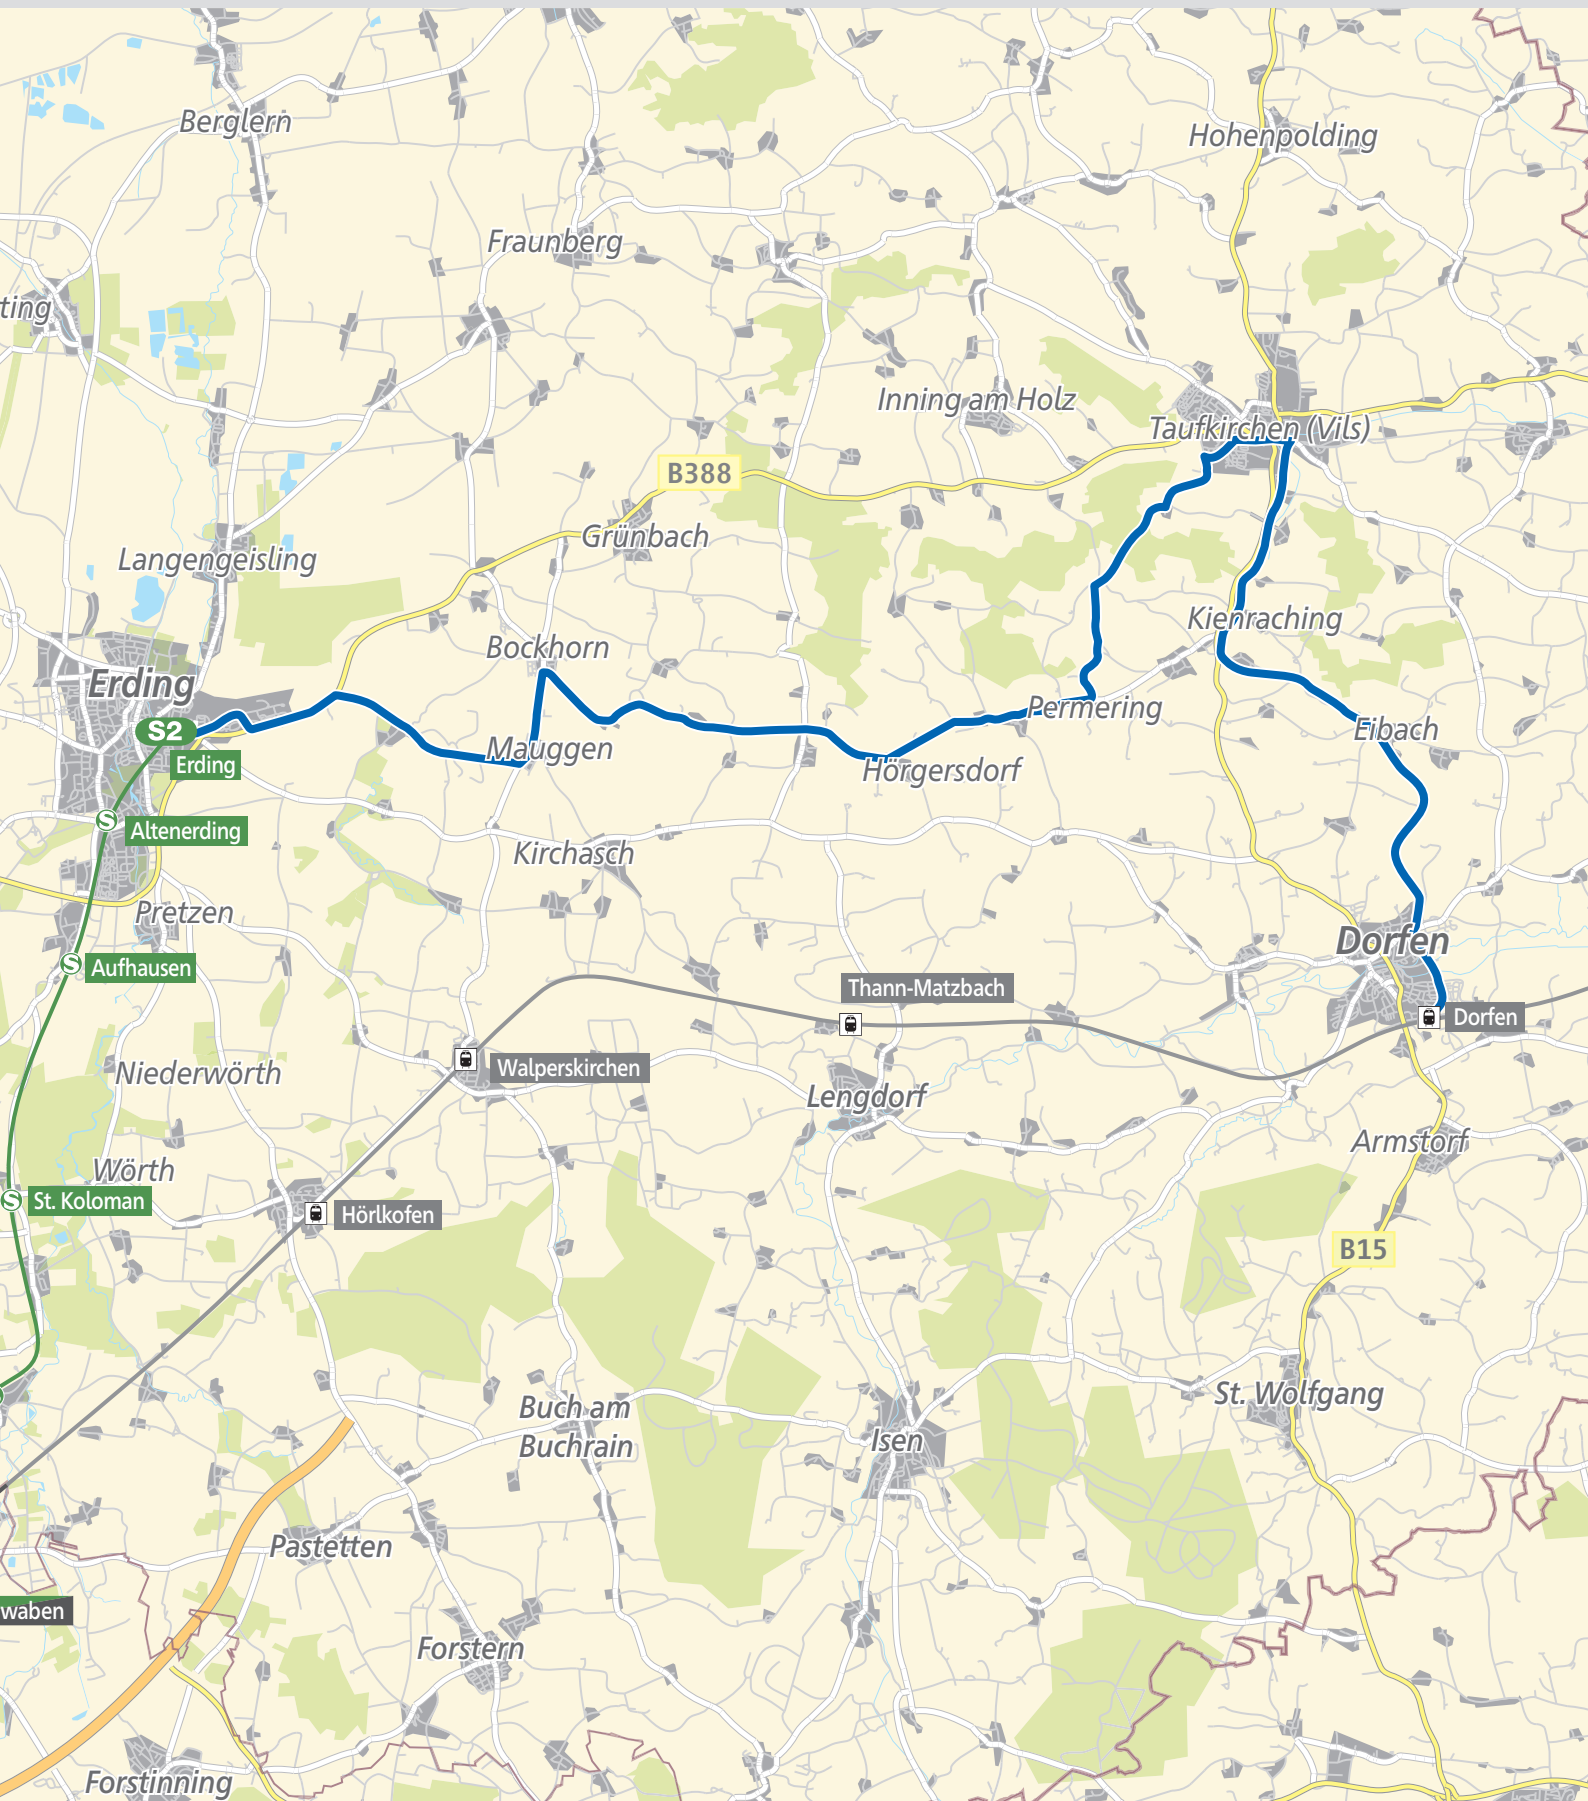 Berglern
Hohenpolding
Fraunberg
ting
Inning am Holz
Taufkirchen (Vils)
B388
Grünbach
Langengeisling
Kienraching
Bockhorn
Erding
Permering
S2
Eibach
Mauggen
Erding
Hörgersdorf
Altenerding
S
Kirchasch
Pretzen
Dorfen
S
Aufhausen
Thann-Matzbach
Dorfen
Walperskirchen
Niederwörth
Lengdorf
Armstorf
Wörth
S
St. Koloman
Hörlkofen
B15
St. Wolfgang
Buch am
Buchrain
Isen
Pastetten
waben
Forstern
Forstinning